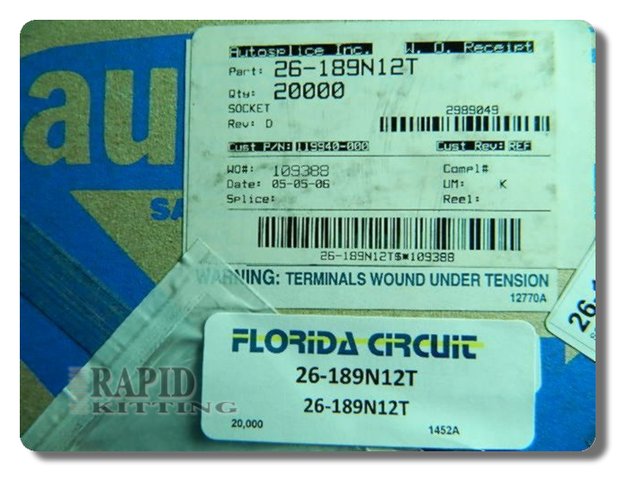 au
SA
Autosplice Inc. W. O. Receipt
Part: 26-189N12T
Qty: 20000
SOCKET 2989049
Rev: D
Cust P/N: 119940-000 Cust Rev: REF
WO#: 109388 Compl#
Date: 05-05-06 UM: K
Splice: Reel:
26-189N12T$*109388
WARNING: TERMINALS WOUND UNDER TENSION
12770A
26-
FLORIDA CIRCUIT
26-189N12T
26-189N12T
20,000 1452A
RAPID
KITTING